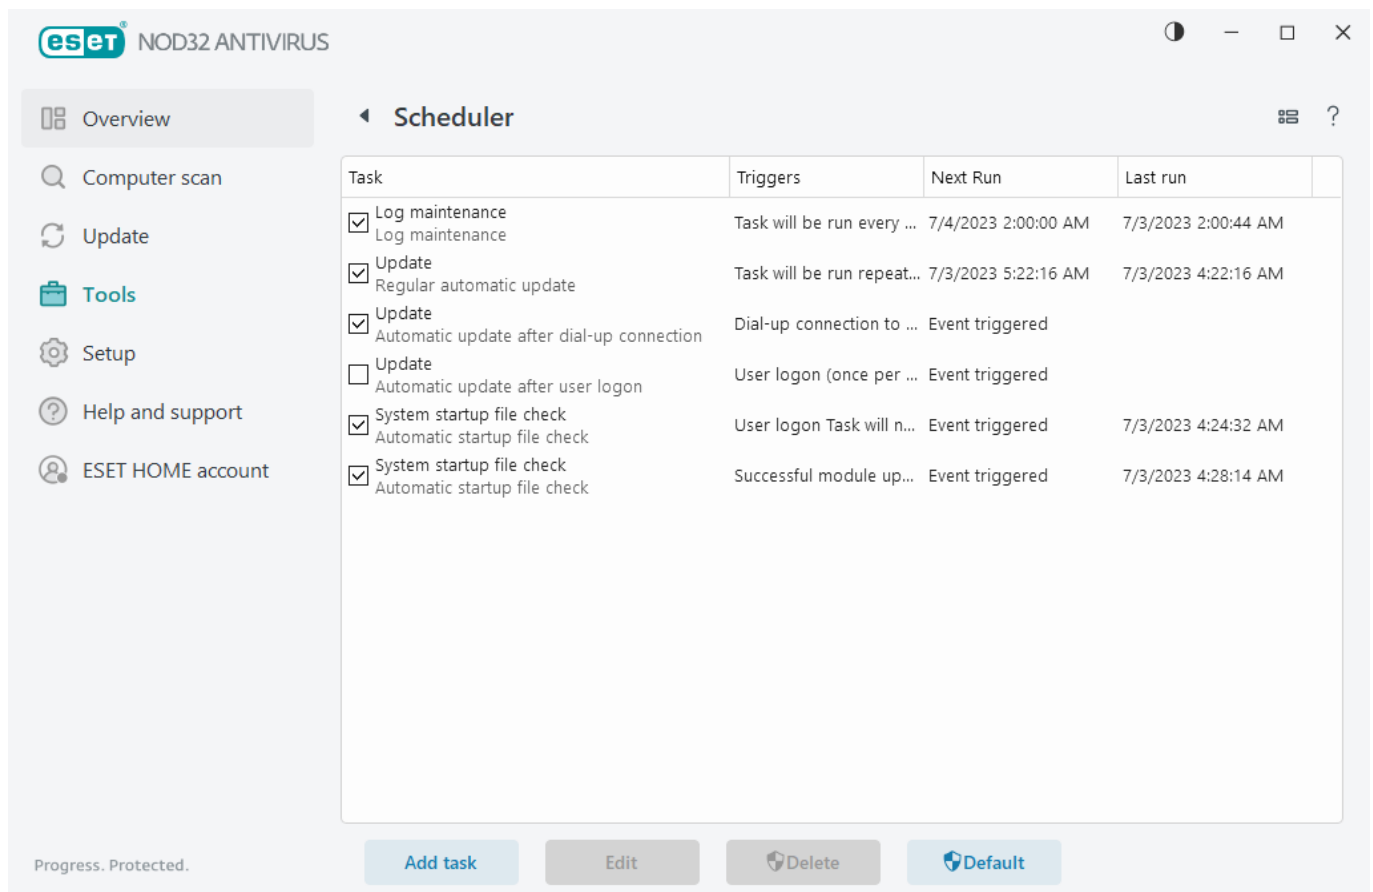 eset® NOD32 ANTIVIRUS
Overview
Computer scan
Update
Tools
Setup
Help and support
ESET HOME account
Progress. Protected.
Scheduler
?
Task Triggers Next Run Last run
Log maintenance
Log maintenance
Task will be run every ... 7/4/2023 2:00:00 AM 7/3/2023 2:00:44 AM
Update
Regular automatic update
Task will be run repeat... 7/3/2023 5:22:16 AM 7/3/2023 4:22:16 AM
Update
Automatic update after dial-up connection
Dial-up connection to ... Event triggered
Update
Automatic update after user logon
User logon (once per ... Event triggered
System startup file check
Automatic startup file check
User logon Task will n... Event triggered 7/3/2023 4:24:32 AM
System startup file check
Automatic startup file check
Successful module up... Event triggered 7/3/2023 4:28:14 AM
Add task Edit Delete Default